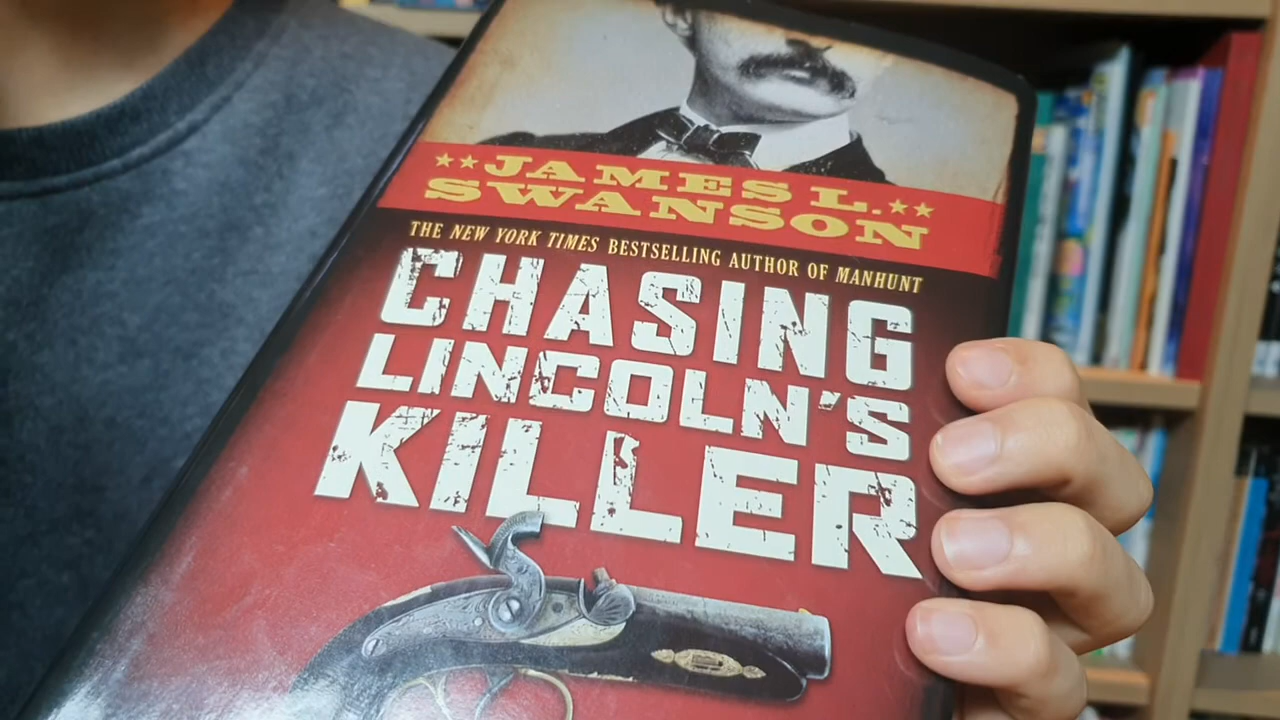 JAMES L.
SWANSON
THE NEW YORK TIMES BESTSELLING AUTHOR OF MANHUNT
CHASING
LINCOLN'S
KILLER